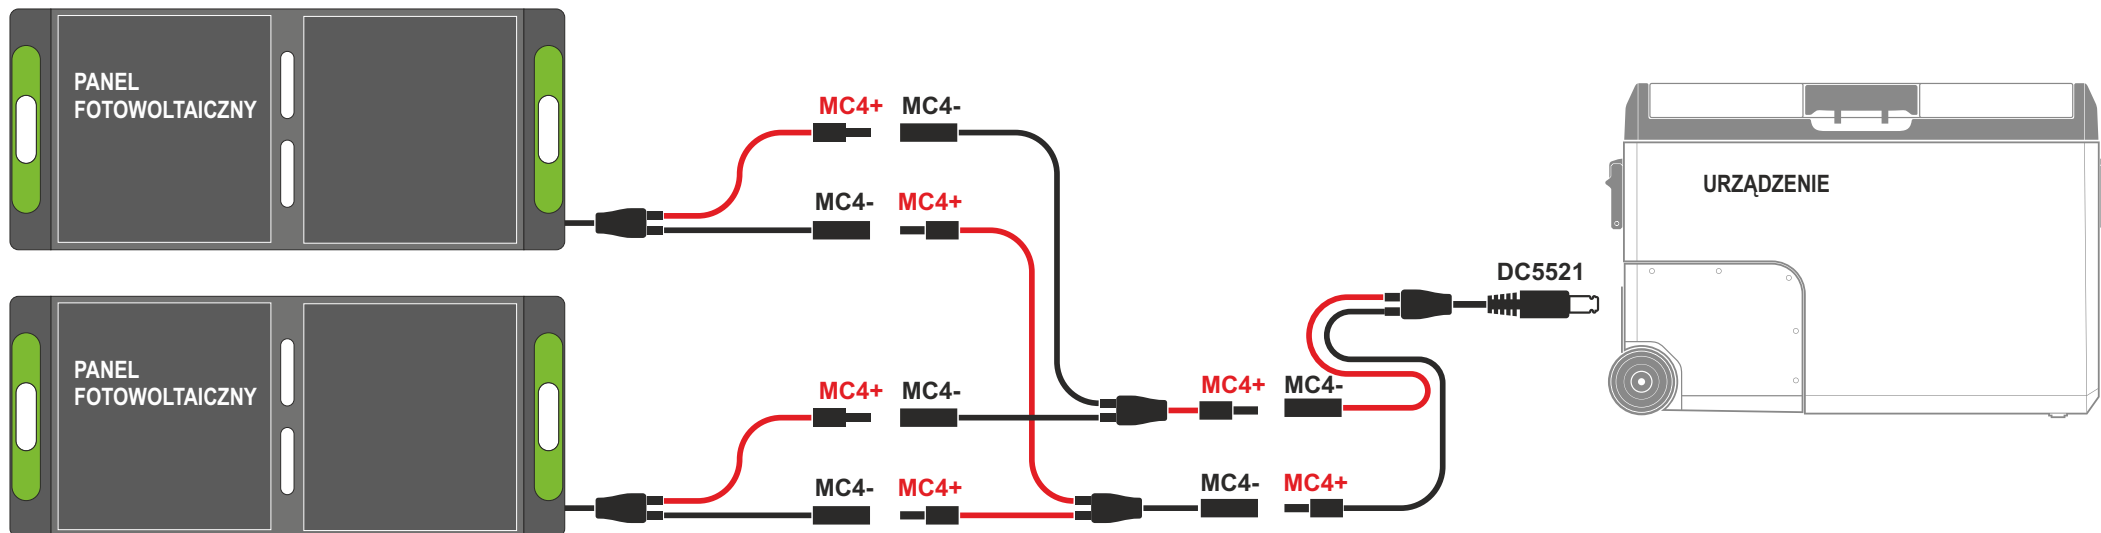 PANEL
FOTOWOLTAICZNY
MC4+ MC4-
MC4- MC4+
URZĄDZENIE
DC5521
PANEL
FOTOWOLTAICZNY
MC4+ MC4- MC4+ MC4-
MC4- MC4+ MC4- MC4+